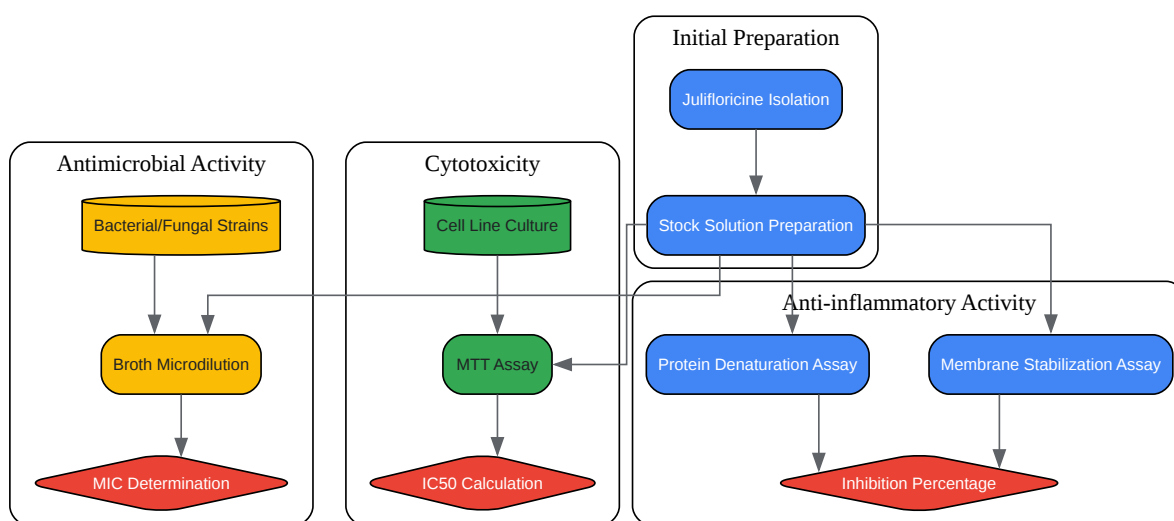 Initial Preparation
Julifloricine Isolation
Stock Solution Preparation
Antimicrobial Activity
Bacterial/Fungal Strains
Broth Microdilution
MIC Determination
Cytotoxicity
Cell Line Culture
MTT Assay
IC50 Calculation
Anti-inflammatory Activity
Protein Denaturation Assay
Membrane Stabilization Assay
Inhibition Percentage